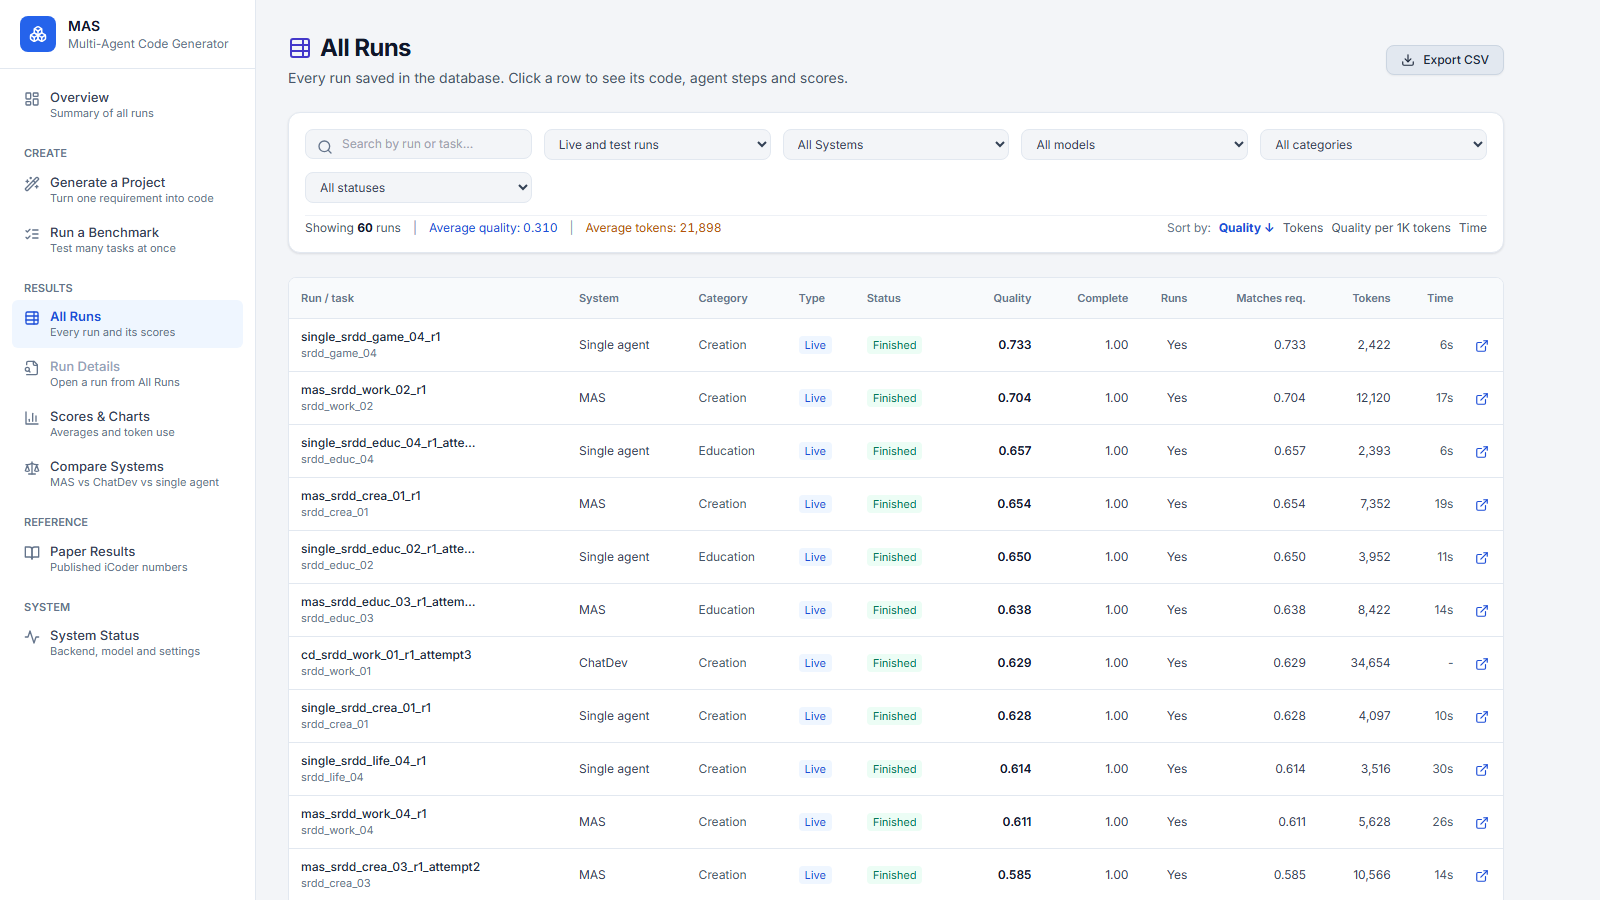 MAS
Multi-Agent Code Generator
Overview
Summary of all runs
CREATE
Generate a Project
Turn one requirement into code
Run a Benchmark
Test many tasks at once
RESULTS
All Runs
Every run and its scores
Run Details
Open a run from All Runs
Scores & Charts
Averages and token use
Compare Systems
MAS vs ChatDev vs single agent
REFERENCE
Paper Results
Published iCoder numbers
SYSTEM
System Status
Backend, model and settings
All Runs
Every run saved in the database. Click a row to see its code, agent steps and scores.
Export CSV
Search by run or task...
Live and test runs
All Systems
All models
All categories
All statuses
Showing 60 runs | Average quality: 0.310 | Average tokens: 21,898
Sort by: Quality ↓ Tokens Quality per 1K tokens Time
Run / task System Category Type Status Quality Complete Runs Matches req. Tokens Time
single_srdd_game_04_r1
srdd_game_04
Single agent Creation Live Finished 0.733 1.00 Yes 0.733 2,422 6s
mas_srdd_work_02_r1
srdd_work_02
MAS Creation Live Finished 0.704 1.00 Yes 0.704 12,120 17s
single_srdd_educ_04_r1_atte...
srdd_educ_04
Single agent Education Live Finished 0.657 1.00 Yes 0.657 2,393 6s
mas_srdd_crea_01_r1
srdd_crea_01
MAS Creation Live Finished 0.654 1.00 Yes 0.654 7,352 19s
single_srdd_educ_02_r1_atte...
srdd_educ_02
Single agent Education Live Finished 0.650 1.00 Yes 0.650 3,952 11s
mas_srdd_educ_03_r1_attem...
srdd_educ_03
MAS Education Live Finished 0.638 1.00 Yes 0.638 8,422 14s
cd_srdd_work_01_r1_attempt3
srdd_work_01
ChatDev Creation Live Finished 0.629 1.00 Yes 0.629 34,654 -
single_srdd_crea_01_r1
srdd_crea_01
Single agent Creation Live Finished 0.628 1.00 Yes 0.628 4,097 10s
single_srdd_life_04_r1
srdd_life_04
Single agent Creation Live Finished 0.614 1.00 Yes 0.614 3,516 30s
mas_srdd_work_04_r1
srdd_work_04
MAS Creation Live Finished 0.611 1.00 Yes 0.611 5,628 26s
mas_srdd_crea_03_r1_attempt2
srdd_crea_03
MAS Creation Live Finished 0.585 1.00 Yes 0.585 10,566 14s